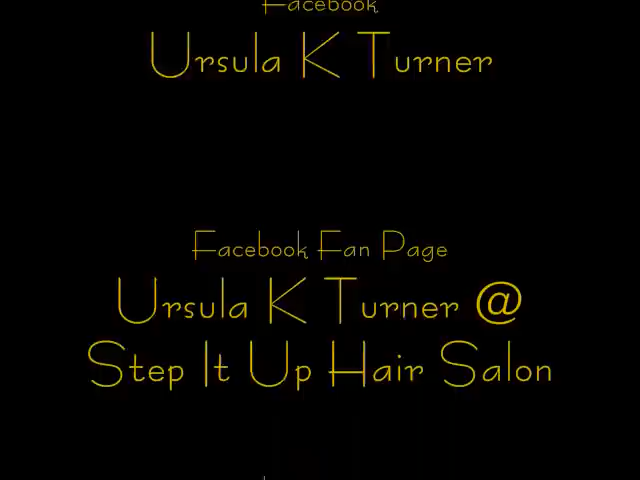 Facebook
Ursula K Turner
Facebook Fan Page
Ursula K Turner @
Step It Up Hair Salon